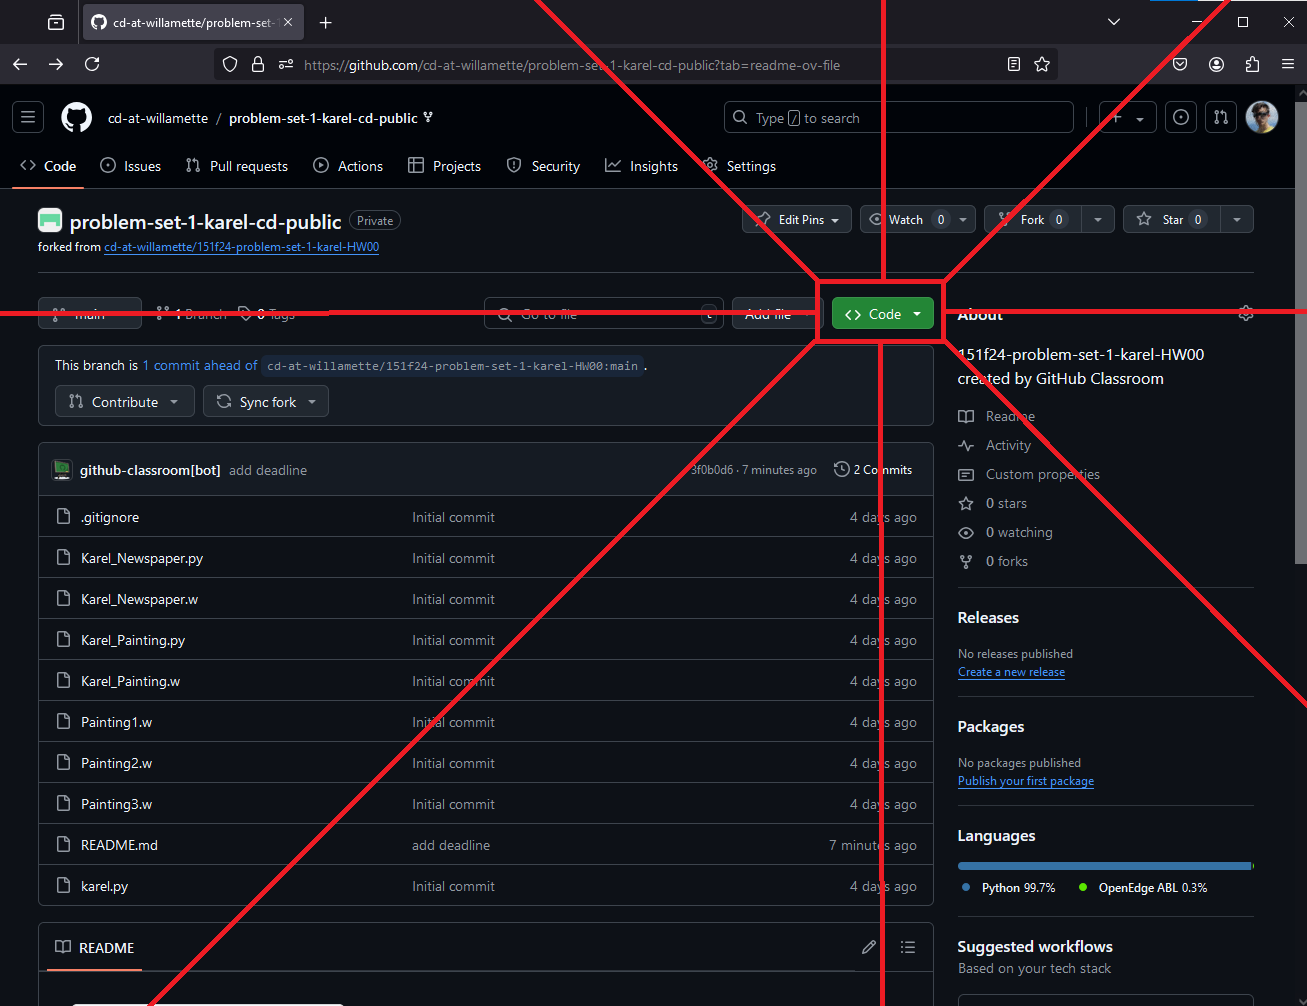 cd-at-willamette/problem-set-
https://github.com/cd-at-willamette/problem-set-1-karel-cd-public?tab=readme-ov-file
cd-at-willamette / problem-set-1-karel-cd-public
Type / to search
Code Issues Pull requests Actions Projects Security Insights Settings
problem-set-1-karel-cd-public Private
Edit Pins Watch 0 Fork 0 Star 0
forked from cd-at-willamette/151f24-problem-set-1-karel-HW00
main 1 Branch 0 Tags Go to file t Add file Code
This branch is 1 commit ahead of cd-at-willamette/151f24-problem-set-1-karel-HW00:main .
Contribute Sync fork
github-classroom[bot] add deadline 3f0b0d6 · 7 minutes ago 2 Commits
.gitignore Initial commit 4 days ago
Karel_Newspaper.py Initial commit 4 days ago
Karel_Newspaper.w Initial commit 4 days ago
Karel_Painting.py Initial commit 4 days ago
Karel_Painting.w Initial commit 4 days ago
Painting1.w Initial commit 4 days ago
Painting2.w Initial commit 4 days ago
Painting3.w Initial commit 4 days ago
README.md add deadline 7 minutes ago
karel.py Initial commit 4 days ago
README
About
151f24-problem-set-1-karel-HW00
created by GitHub Classroom
Readme
Activity
Custom properties
0 stars
0 watching
0 forks
Releases
No releases published
Create a new release
Packages
No packages published
Publish your first package
Languages
Python 99.7% OpenEdge ABL 0.3%
Suggested workflows
Based on your tech stack